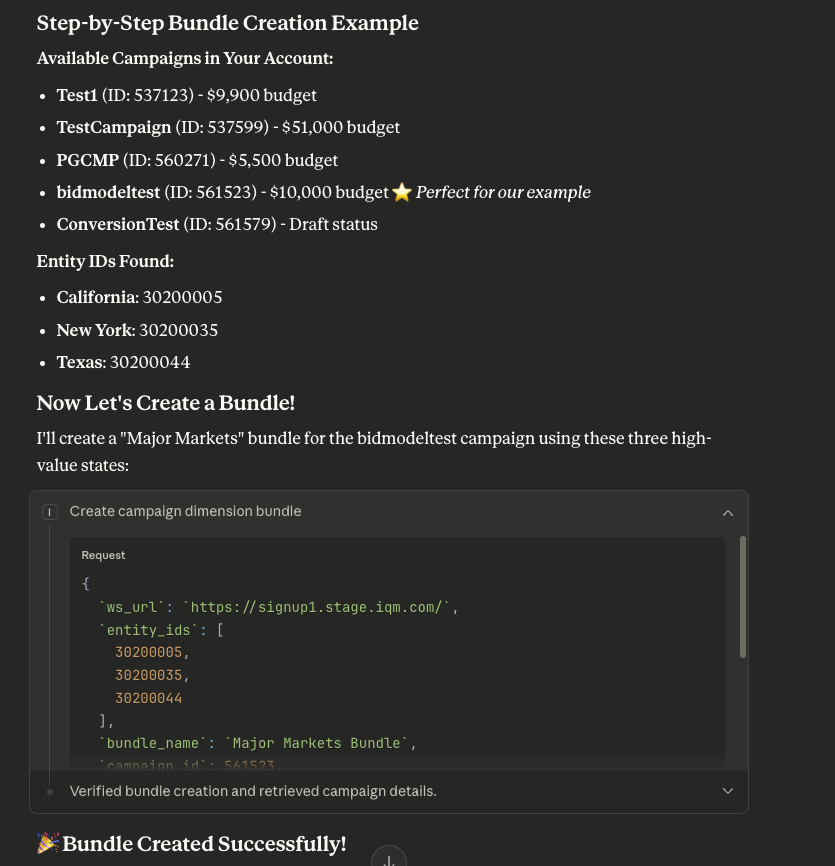 Step-by-Step Bundle Creation Example
Available Campaigns in Your Account:
• Test1 (ID: 537123) - $9,900 budget
• TestCampaign (ID: 537599) - $51,000 budget
• PGCMP (ID: 560271) - $5,500 budget
• bidmodeltest (ID: 561523) - $10,000 budget ⭐ Perfect for our example
• ConversionTest (ID: 561579) - Draft status
Entity IDs Found:
• California: 30200005
• New York: 30200035
• Texas: 30200044
Now Let's Create a Bundle!
I'll create a "Major Markets" bundle for the bidmodeltest campaign using these three high-
value states:
I Create campaign dimension bundle
Request
{
`ws_url`: `https://signup1.stage.iqm.com/`,
`entity_ids`: [
30200005,
30200035,
30200044
],
`bundle_name`: `Major Markets Bundle`,
`campaign_id`: 561523,
Verified bundle creation and retrieved campaign details.
🎉 Bundle Created Successfully!